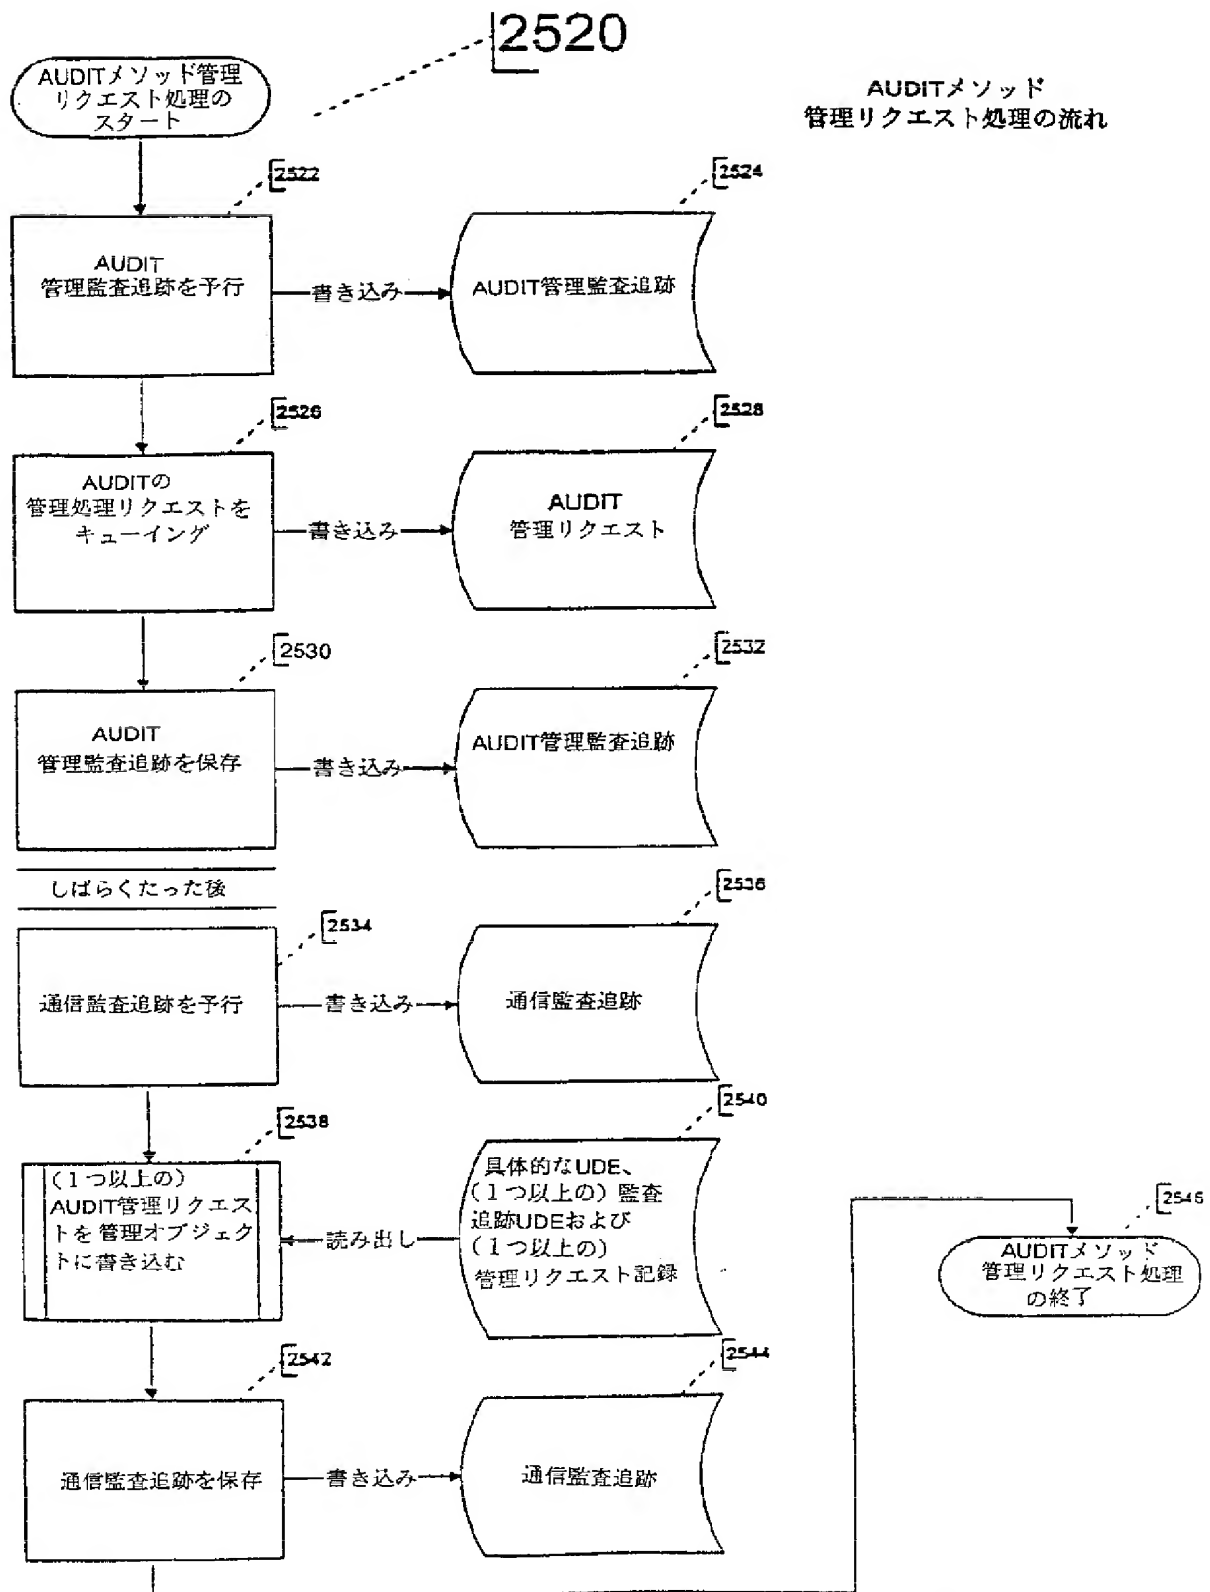 2520
AUDITメソッド管理
リクエスト処理の
スタート
AUDITメソッド
管理リクエスト処理の流れ
2522
2524
AUDIT
管理監査追跡を予行
書き込み
AUDIT管理監査追跡
2526
2528
AUDITの
管理処理リクエストを
キューイング
書き込み
AUDIT
管理リクエスト
2530
2532
AUDIT
管理監査追跡を保存
書き込み
AUDIT管理監査追跡
しばらくたった後
2534
2536
通信監査追跡を予行
書き込み
通信監査追跡
2538
2540
(1つ以上の)
AUDIT管理リクエス
トを管理オブジェク
トに書き込む
読み出し
具体的なUDE、
(1つ以上の)監査
追跡UDEおよび
(1つ以上の)
管理リクエスト記録
2546
AUDITメソッド
管理リクエスト処理
の終了
2542
2544
通信監査追跡を保存
書き込み
通信監査追跡